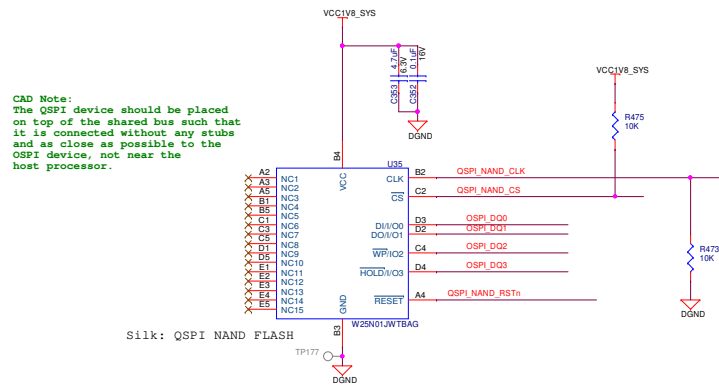 VCC1V8_SYS
4.7uF
6.3V
0.1uF
16V
C353
C352
DGND
VCC1V8_SYS
R475
10K
CAD Note:
The QSPI device should be placed
on top of the shared bus such that
it is connected without any stubs
and as close as possible to the
OSPI device, not near the
host processor.
B4
U35
VCC
A2 NC1
A3 NC2
A5 NC3
B1 NC4
B5 NC5
C1 NC6
C3 NC7
C5 NC8
D1 NC9
D5 NC10
E1 NC11
E2 NC12
E3 NC13
E4 NC14
E5 NC15
CLK B2 QSPI_NAND_CLK
CS C2 QSPI_NAND_CS
DI/I/O0 D3 OSPI_DQ0
DO/I/O1 D2 OSPI_DQ1
WP/IO2 C4 OSPI_DQ2
HOLD/I/O3 D4 OSPI_DQ3
RESET A4 QSPI_NAND_RSTn
GND
B3
W25N01JWTBAG
Silk: QSPI NAND FLASH
TP177
DGND
R473
10K
DGND